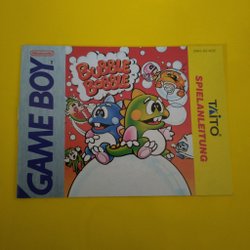 Nintendo
GAME BOY
BUBBLE
BOBBLE
TAITO
SPIELANLEITUNG